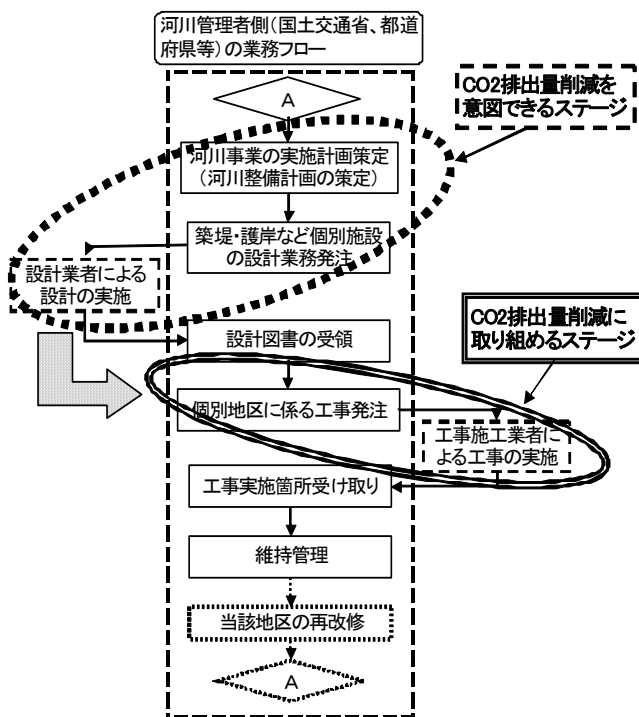 河川管理者側(国土交通省、都道
府県等)の業務フロー
CO2排出量削減を
意図できるステージ
A
河川事業の実施計画策定
(河川整備計画の策定)
築堤・護岸など個別施設
の設計業務発注
設計業者による
設計の実施
設計図書の受領
CO2排出量削減に
取り組めるステージ
個別地区に係る工事発注
工事施工業者に
よる工事の実施
工事実施箇所受け取り
維持管理
当該地区の再改修
A